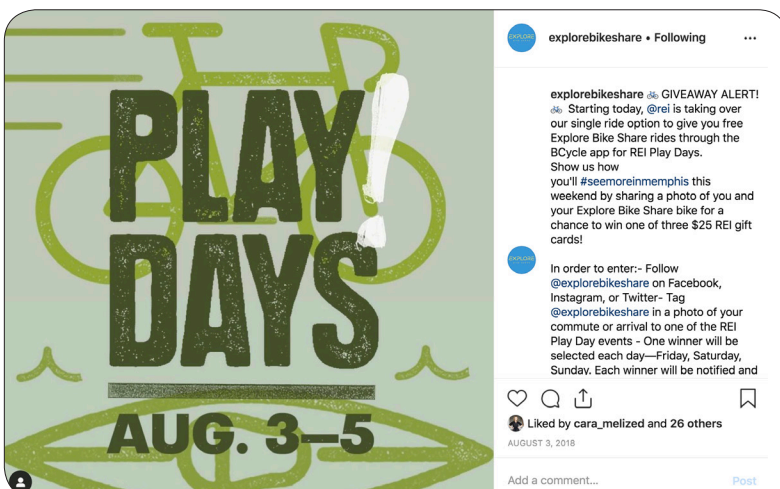 PLAY!
DAYS
AUG. 3–5
EXPLORE
explorebikeshare • Following
explorebikeshare 🚲 GIVEAWAY ALERT!
🚲 Starting today, @rei is taking over
our single ride option to give you free
Explore Bike Share rides through the
BCycle app for REI Play Days.
Show us how
you'll #seemoreinmemphis this
weekend by sharing a photo of you and
your Explore Bike Share bike for a
chance to win one of three $25 REI gift
cards!
EXPLORE
In order to enter:- Follow
@explorebikeshare on Facebook,
Instagram, or Twitter- Tag
@explorebikeshare in a photo of your
commute or arrival to one of the REI
Play Day events - One winner will be
selected each day—Friday, Saturday,
Sunday. Each winner will be notified and
Liked by cara_melized and 26 others
AUGUST 3, 2018
Add a comment...
Post